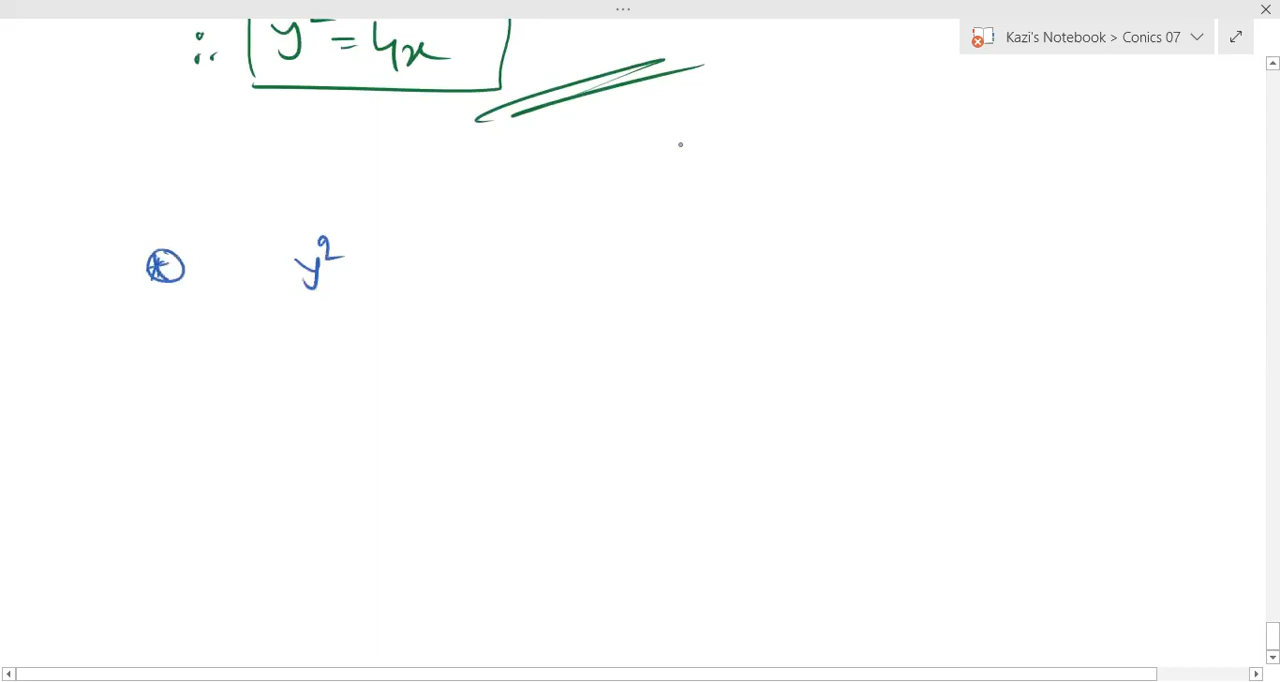 Kazi's Notebook > Conics 07
∴ y² = 4x
y²